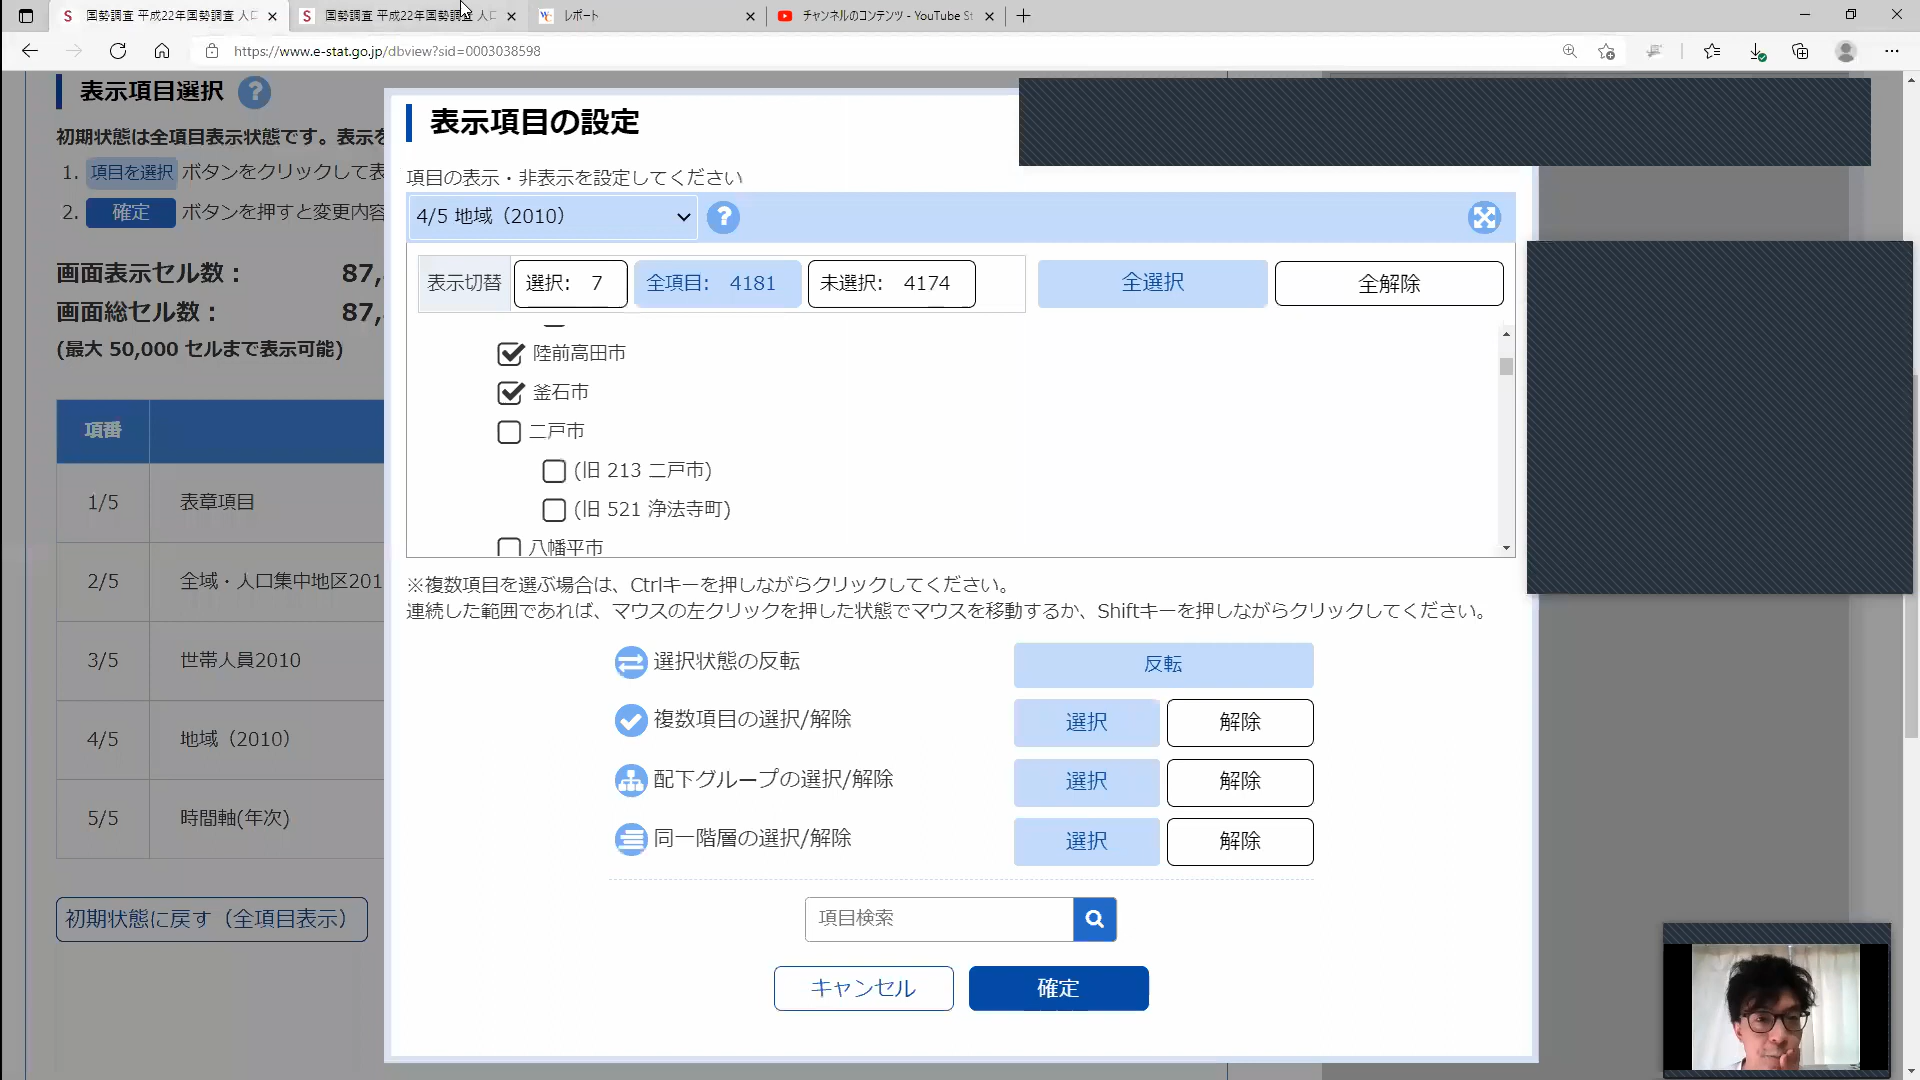 国勢調査 平成22年国勢調査 人口
国勢調査 平成22年国勢調査 人口
レポート
チャンネルのコンテンツ - YouTube St
https://www.e-stat.go.jp/dbview?sid=0003038598
表示項目選択
?
初期状態は全項目表示状態です。表示を
1. 項目を選択 ボタンをクリックして表
2. 確定 ボタンを押すと変更内容
画面表示セル数： 87,
画面総セル数： 87,
(最大 50,000 セルまで表示可能)
項番
1/5 表章項目
2/5 全域・人口集中地区201
3/5 世帯人員2010
4/5 地域（2010）
5/5 時間軸(年次)
初期状態に戻す（全項目表示）
表示項目の設定
項目の表示・非表示を設定してください
4/5 地域（2010）
?
表示切替 選択: 7 全項目: 4181 未選択: 4174 全選択 全解除
陸前高田市
釜石市
二戸市
(旧 213 二戸市)
(旧 521 浄法寺町)
八幡平市
※複数項目を選ぶ場合は、Ctrlキーを押しながらクリックしてください。
連続した範囲であれば、マウスの左クリックを押した状態でマウスを移動するか、Shiftキーを押しながらクリックしてください。
選択状態の反転 反転
複数項目の選択/解除 選択 解除
配下グループの選択/解除 選択 解除
同一階層の選択/解除 選択 解除
項目検索
キャンセル 確定